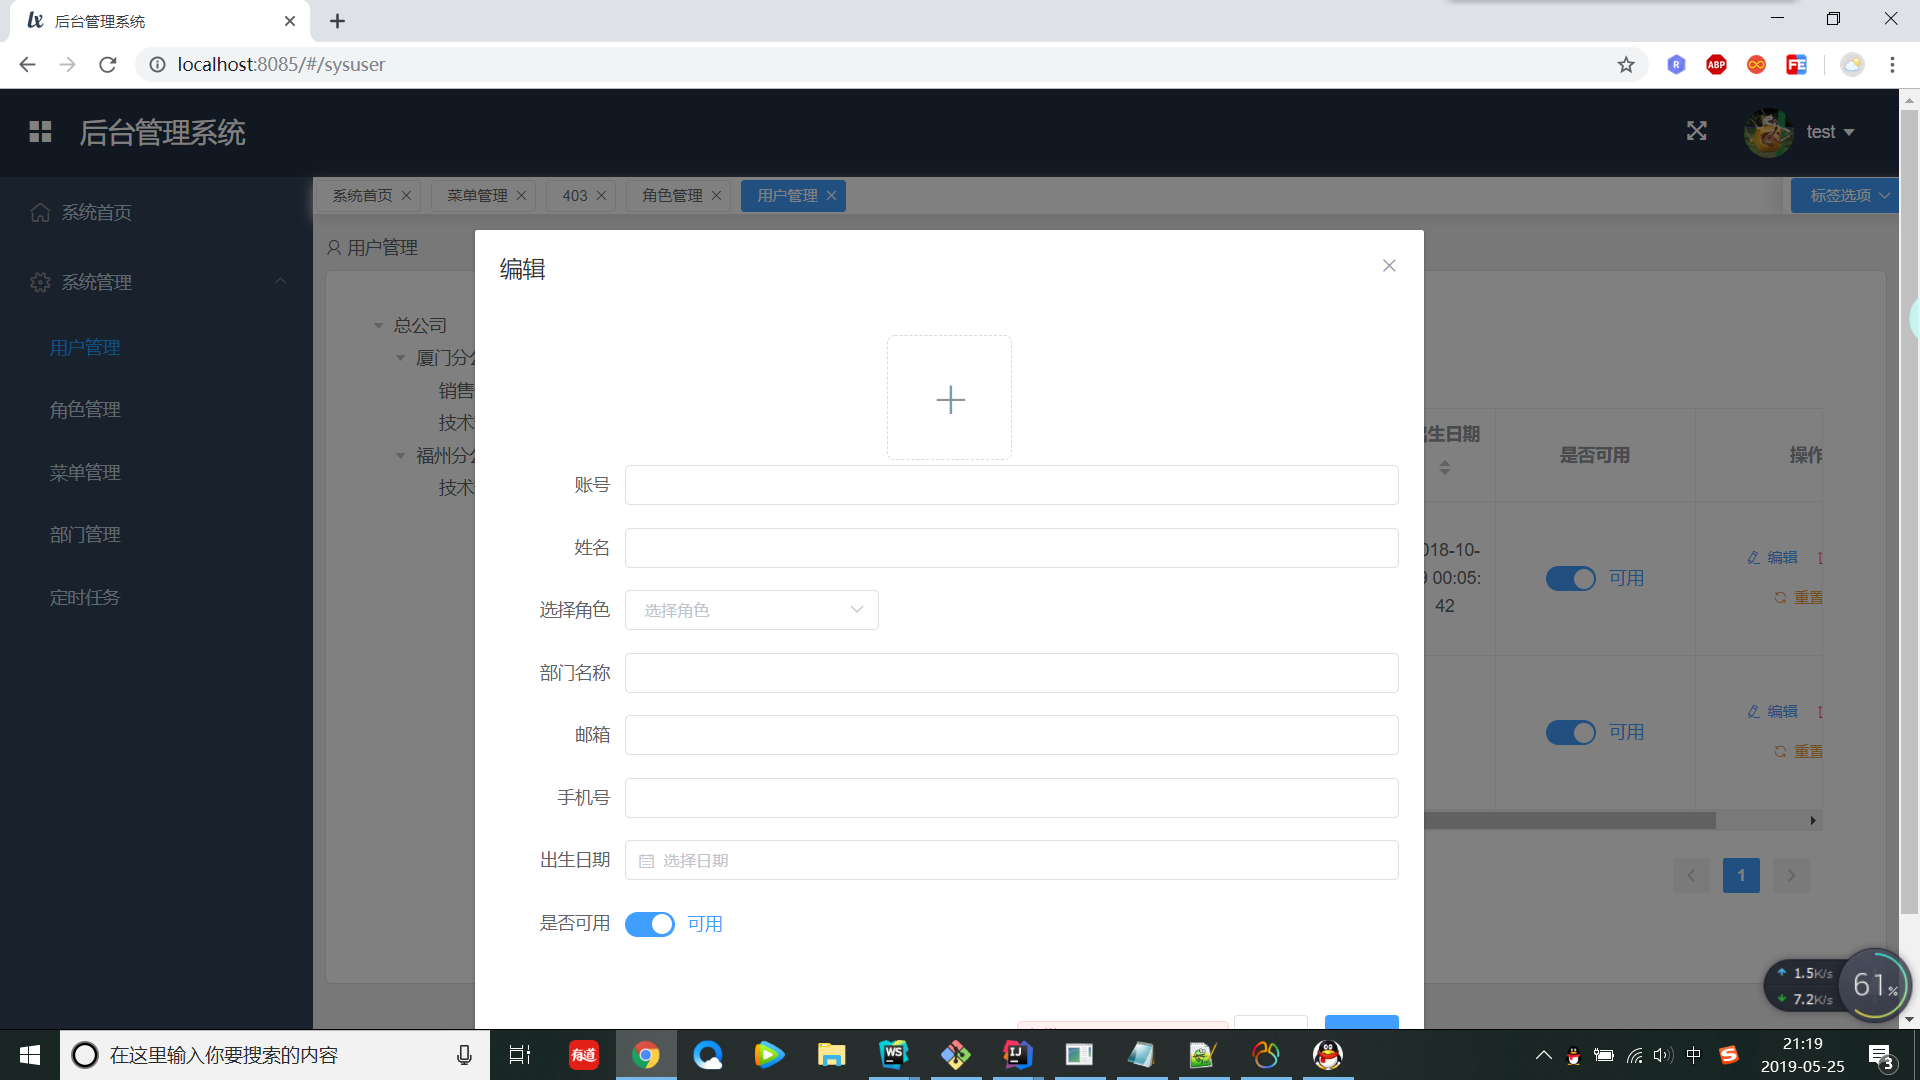 lx 后台管理系统
localhost:8085/#/sysuser
ABP
FE
后台管理系统
test
系统首页
菜单管理
403
角色管理
用户管理
标签选项
系统首页
系统管理
用户管理
角色管理
菜单管理
部门管理
定时任务
用户管理
总公司
厦门分公
销售
技术
福州分公
技术
编辑
账号
姓名
选择角色 选择角色
部门名称
邮箱
手机号
出生日期 选择日期
是否可用 可用
生日期
是否可用
操作
018-10-
00:05:
42
可用
编辑
重置
可用
编辑
重置
1
1.5K/s
7.2K/s
61%
在这里输入你要搜索的内容
有道
WS
IJ
中
21:19
2019-05-25
3